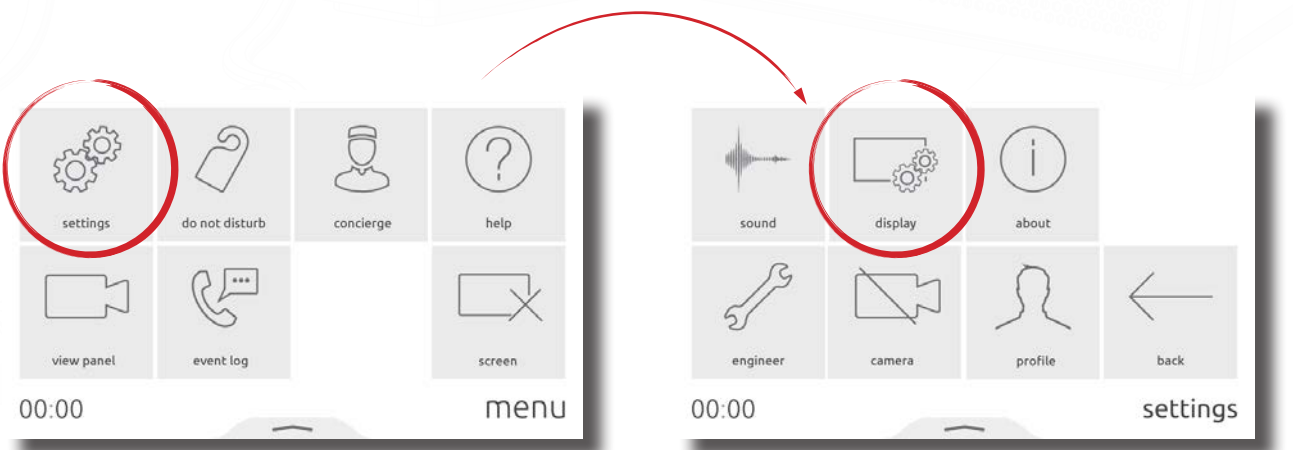 settings
do not disturb
concierge
help
view panel
event log
screen
00:00
menu
sound
display
about
engineer
camera
profile
back
00:00
settings